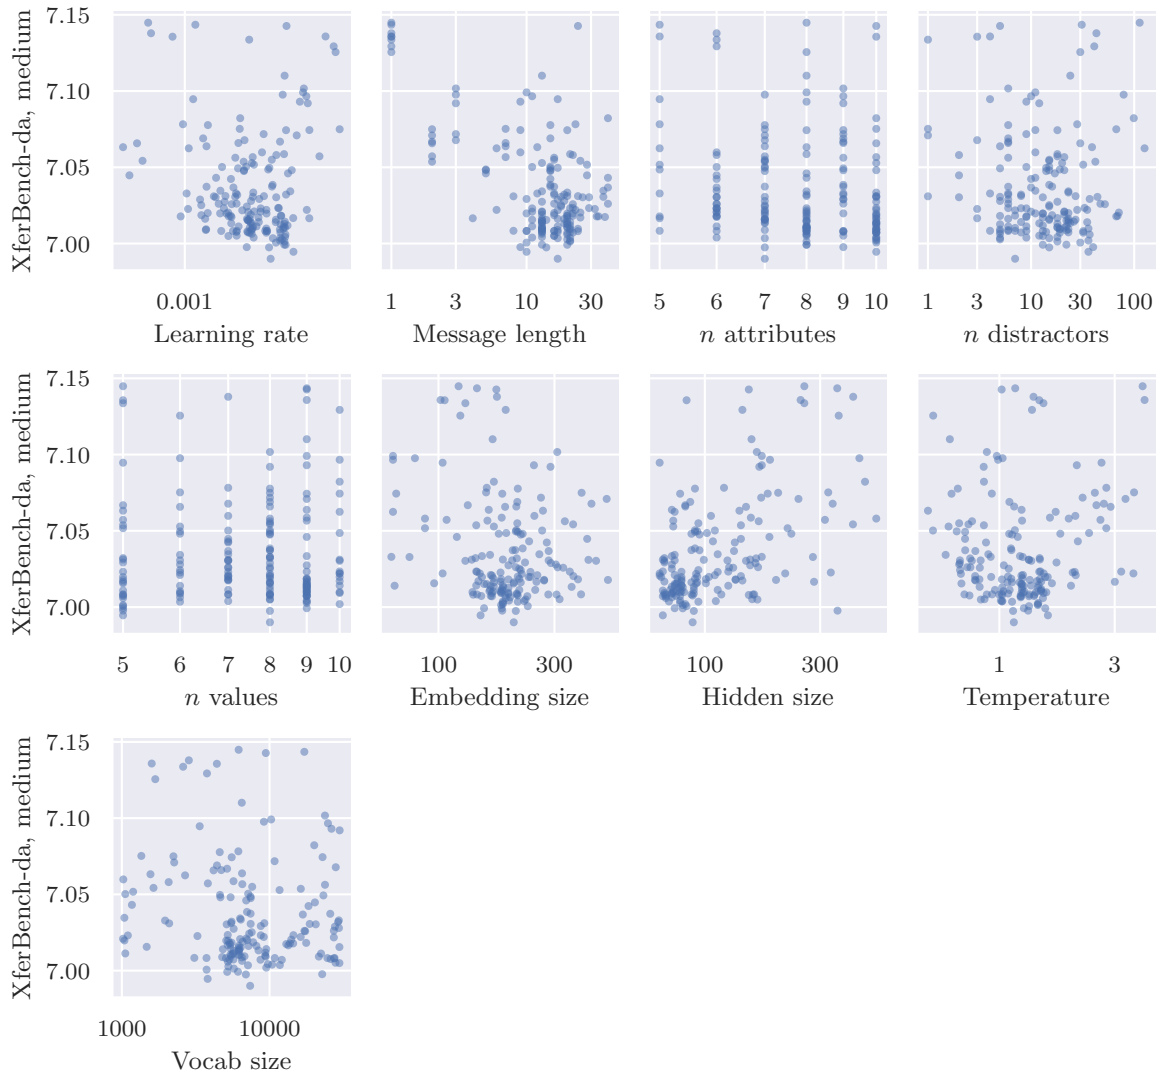 7.15
7.10
7.05
7.00
XferBench-da, medium
0.001
Learning rate
1 3 10 30
Message length
5 6 7 8 9 10
n attributes
1 3 10 30 100
n distractors
7.15
7.10
7.05
7.00
XferBench-da, medium
5 6 7 8 9 10
n values
100 300
Embedding size
100 300
Hidden size
1 3
Temperature
7.15
7.10
7.05
7.00
XferBench-da, medium
1000 10000
Vocab size